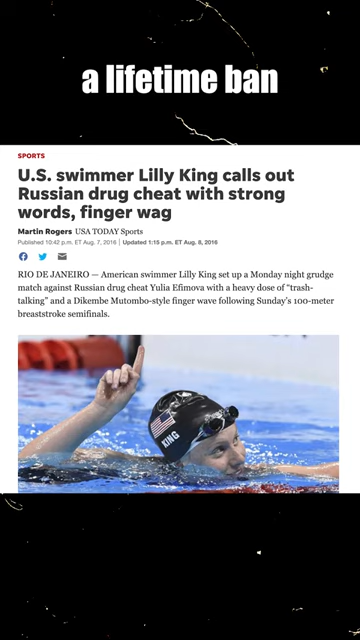 a lifetime ban
SPORTS
U.S. swimmer Lilly King calls out
Russian drug cheat with strong
words, finger wag
Martin Rogers USA TODAY Sports
Published 10:42 p.m. ET Aug. 7, 2016 | Updated 1:15 p.m. ET Aug. 8, 2016
RIO DE JANEIRO — American swimmer Lilly King set up a Monday night grudge
match against Russian drug cheat Yulia Efimova with a heavy dose of “trash-
talking” and a Dikembe Mutombo-style finger wave following Sunday’s 100-meter
breaststroke semifinals.
KING